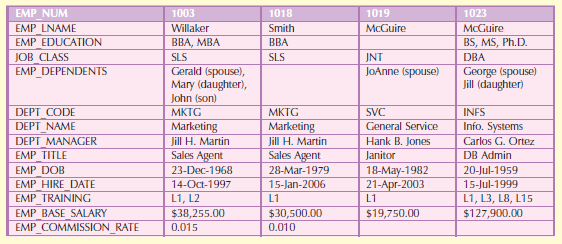 EMP_NUM 1003 1018 1019 1023
EMP_LNAME Willaker Smith McGuire McGuire
EMP_EDUCATION BBA, MBA BBA BS, MS, Ph.D.
JOB_CLASS SLS SLS JNT DBA
EMP_DEPENDENTS Gerald (spouse), JoAnne (spouse) George (spouse)
Mary (daughter), Jill (daughter)
John (son)
DEPT_CODE MKTG MKTG SVC INFS
DEPT_NAME Marketing Marketing General Service Info. Systems
DEPT_MANAGER Jill H. Martin Jill H. Martin Hank B. Jones Carlos G. Ortez
EMP_TITLE Sales Agent Sales Agent Janitor DB Admin
EMP_DOB 23-Dec-1968 28-Mar-1979 18-May-1982 20-Jul-1959
EMP_HIRE_DATE 14-Oct-1997 15-Jan-2006 21-Apr-2003 15-Jul-1999
EMP_TRAINING L1, L2 L1 L1 L1, L3, L8, L15
EMP_BASE_SALARY $38,255.00 $30,500.00 $19,750.00 $127,900.00
EMP_COMMISSION_RATE 0.015 0.010